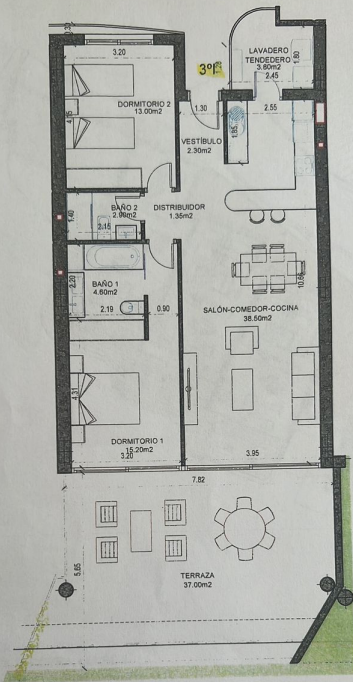 3.20
LAVADERO
TENDEDERO
3.60m2
1.80
2.45
3ºF
DORMITORIO 2
13.00m2
1.30
2.55
1.85
VESTÍBULO
2.30m2
BAÑO 2
2.90m2
DISTRIBUIDOR
1.35m2
1.40
2.15
BAÑO 1
4.60m2
2.20
2.19
0.90
10.66
SALÓN-COMEDOR-COCINA
38.50m2
4.31
DORMITORIO 1
15.20m2
3.20
3.95
7.82
5.65
TERRAZA
37.00m2